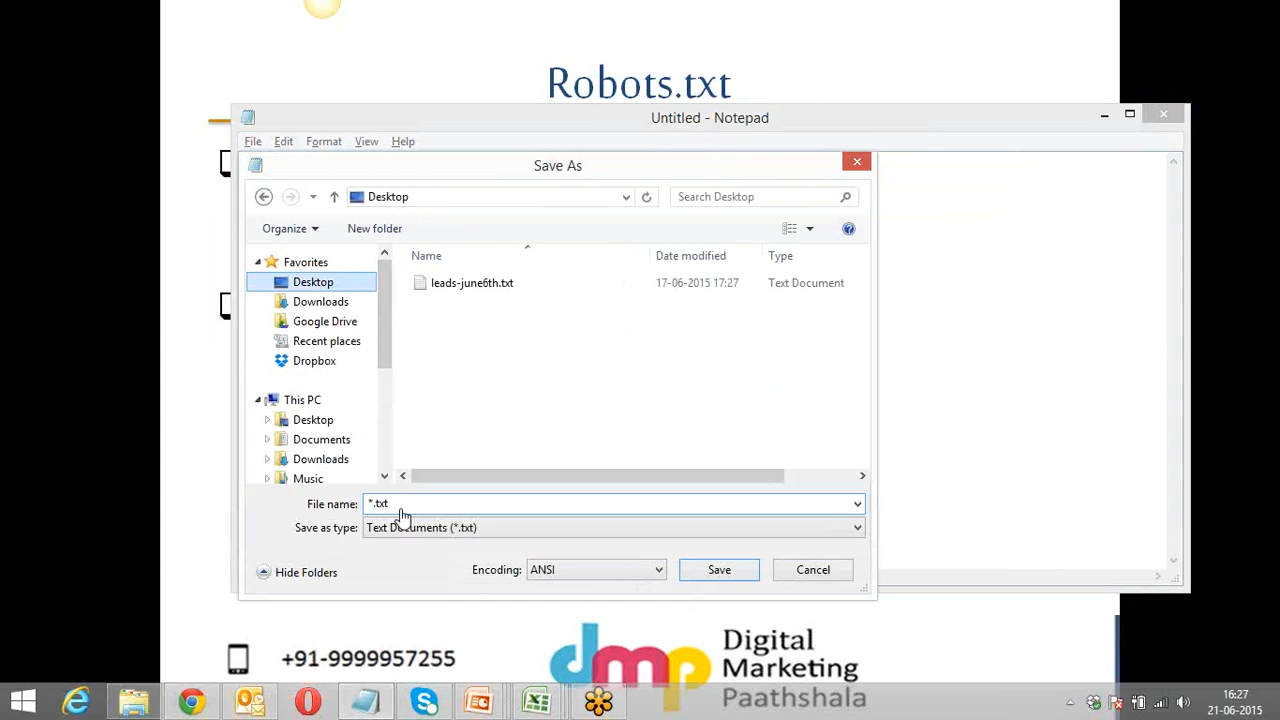 Robots.txt
Untitled - Notepad
File Edit Format View Help
Save As
Desktop
Search Desktop
Organize New folder
Name Date modified Type
Favorites
Desktop
Downloads
Google Drive
Recent places
Dropbox
This PC
Desktop
Documents
Downloads
Music
leads-june6th.txt 17-06-2015 17:27 Text Document
File name: *.txt
Save as type: Text Documents (*.txt)
Hide Folders
Encoding: ANSI
Save
Cancel
+91-9999957255
dmp
Digital
Marketing
Paathshala
16:27
21-06-2015